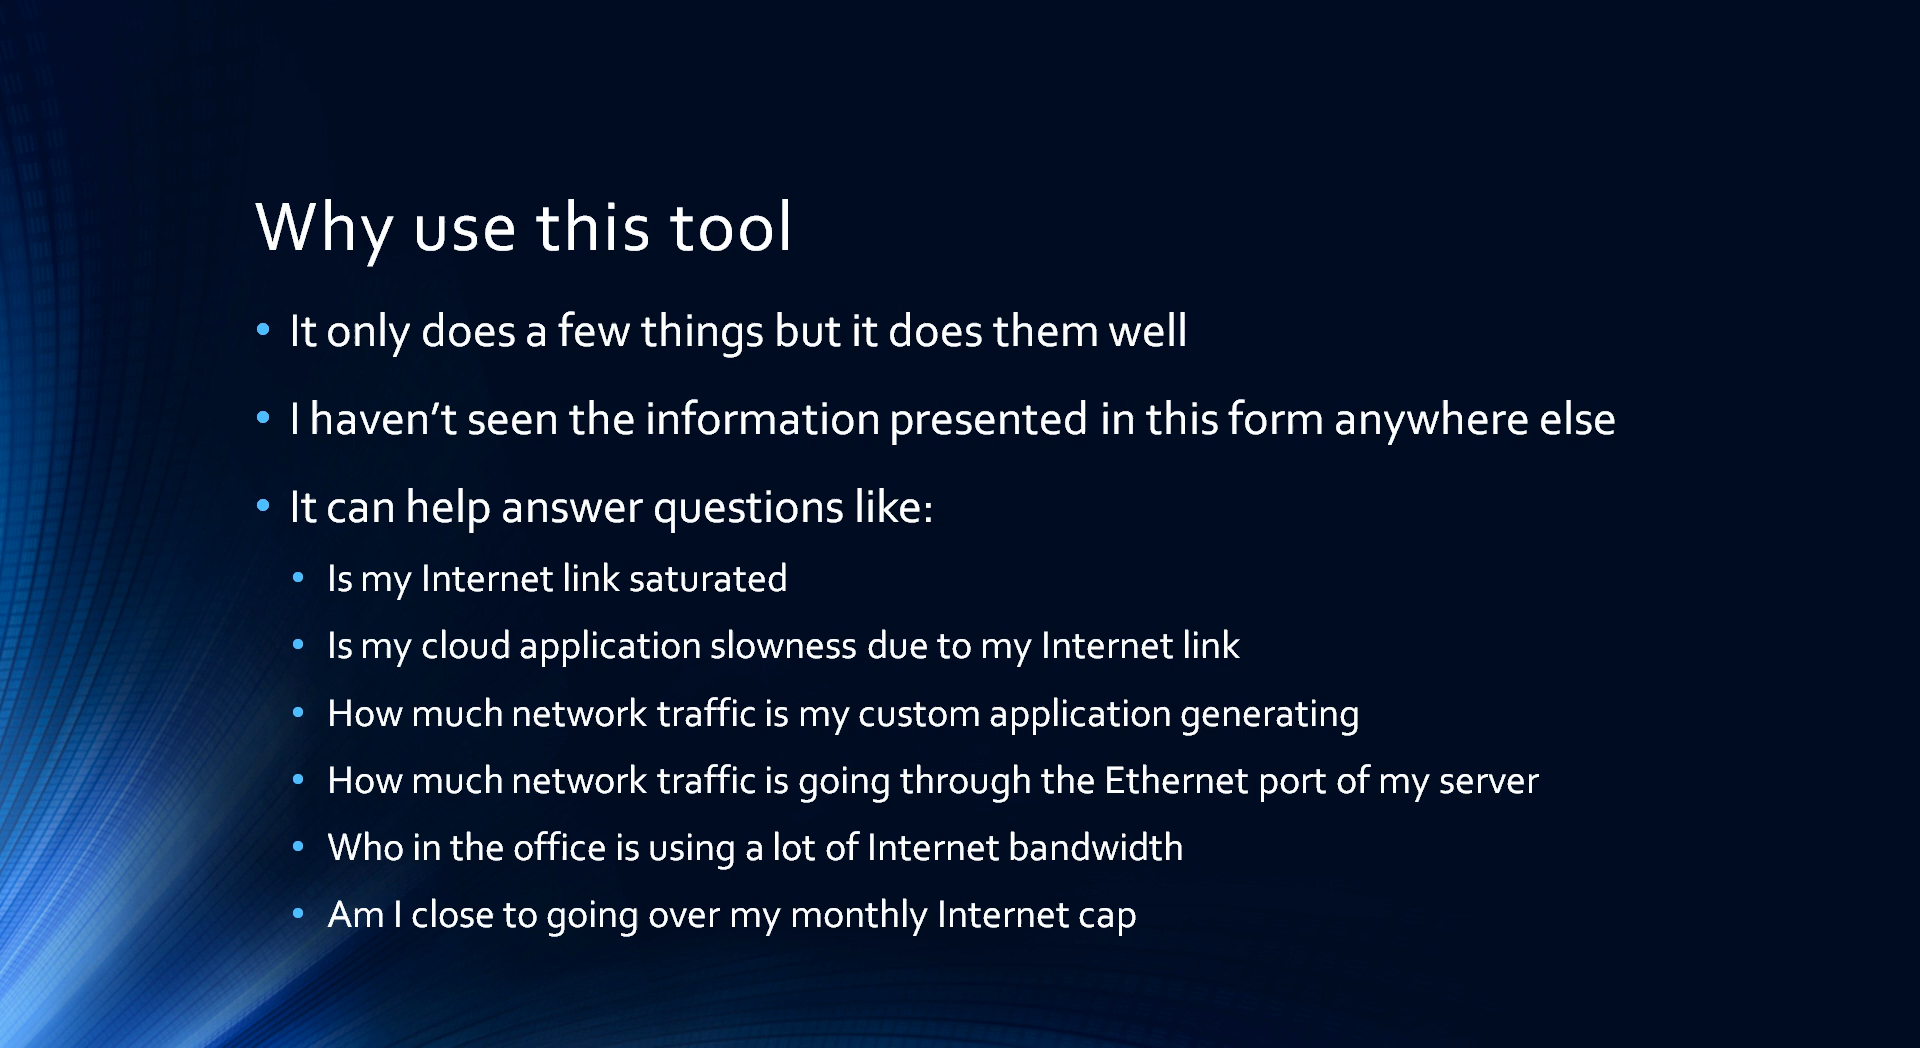 Why use this tool
• It only does a few things but it does them well
• I haven’t seen the information presented in this form anywhere else
• It can help answer questions like:
• Is my Internet link saturated
• Is my cloud application slowness due to my Internet link
• How much network traffic is my custom application generating
• How much network traffic is going through the Ethernet port of my server
• Who in the office is using a lot of Internet bandwidth
• Am I close to going over my monthly Internet cap